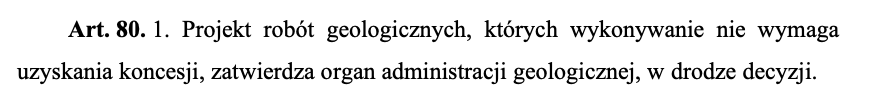 Art. 80. 1. Projekt robót geologicznych, których wykonywanie nie wymaga
uzyskania koncesji, zatwierdza organ administracji geologicznej, w drodze decyzji.